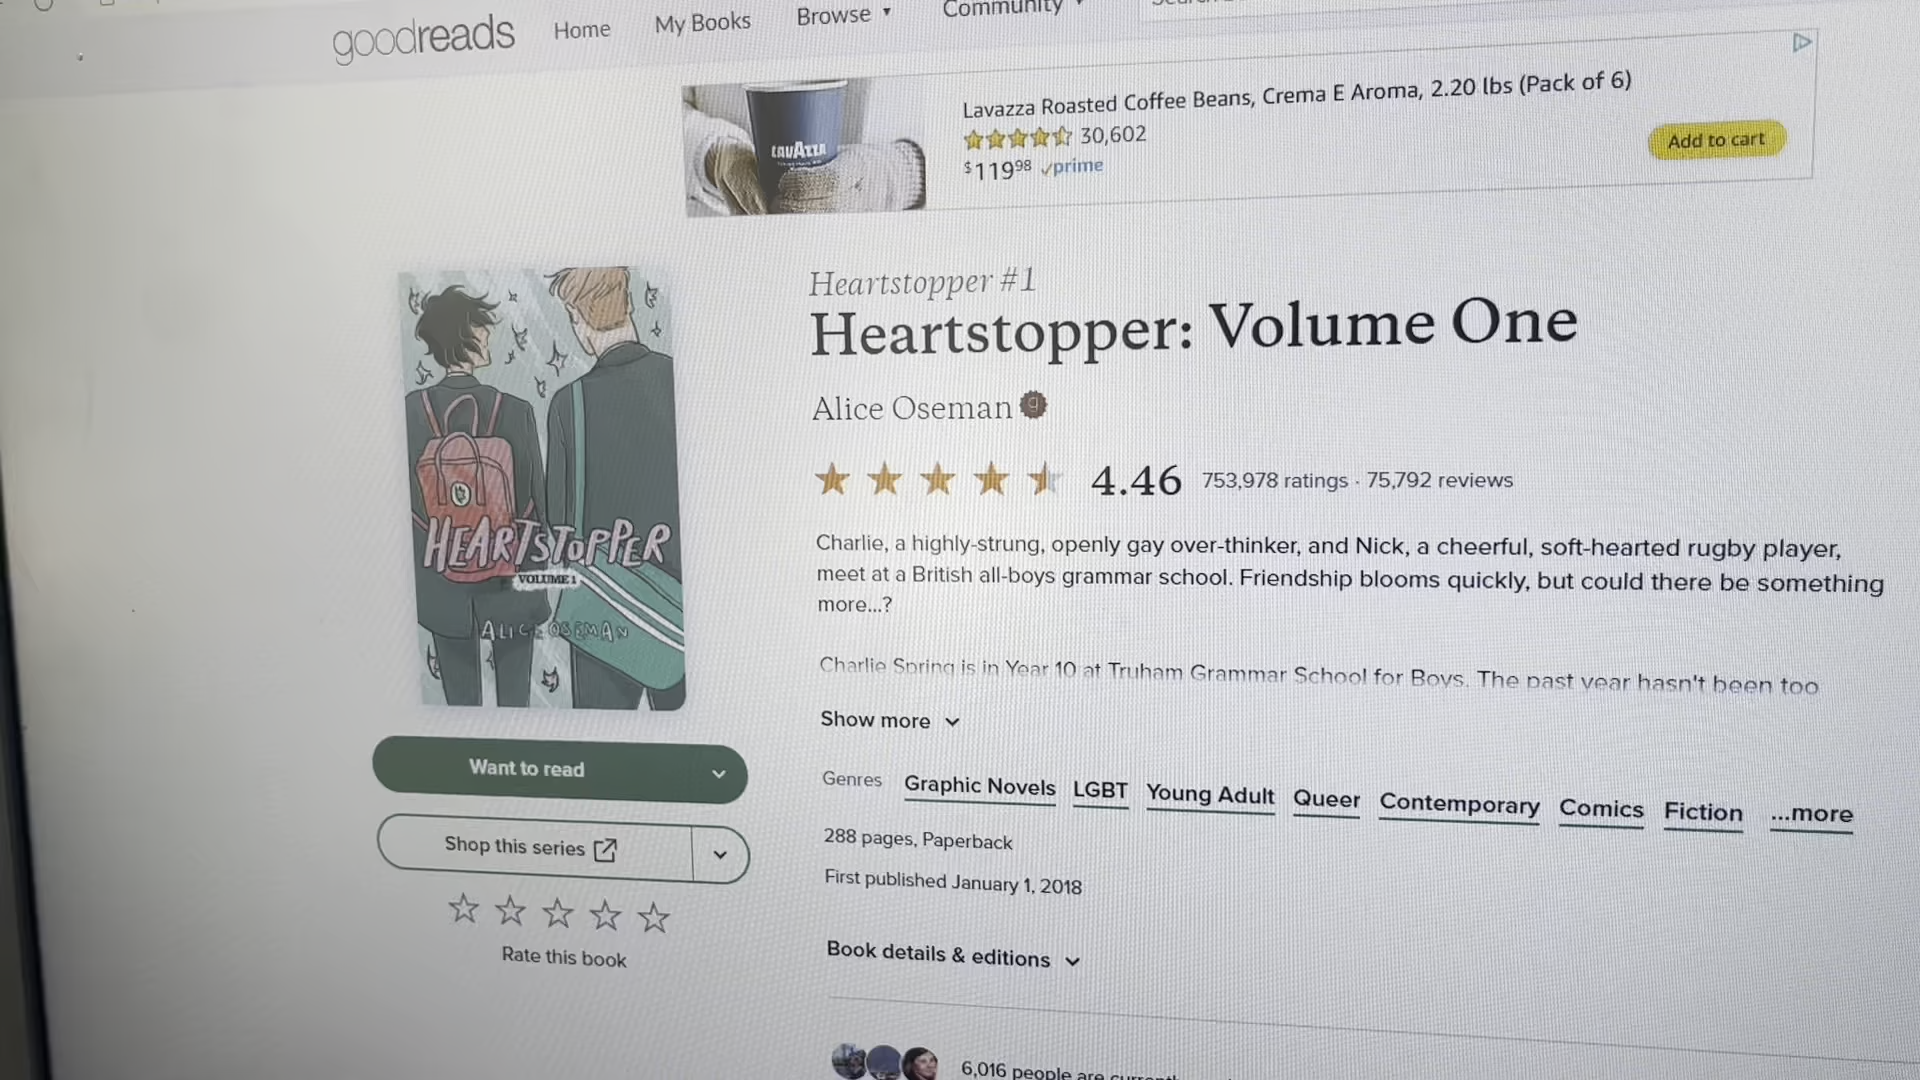 goodreads
Home
My Books
Browse
Community
Lavazza Roasted Coffee Beans, Crema E Aroma, 2.20 lbs (Pack of 6)
30,602
$119⁹⁸ ✓prime
Add to cart
LAVAZZA
Heartstopper #1
Heartstopper: Volume One
Alice Oseman
4.46 753,978 ratings · 75,792 reviews
Charlie, a highly-strung, openly gay over-thinker, and Nick, a cheerful, soft-hearted rugby player,
meet at a British all-boys grammar school. Friendship blooms quickly, but could there be something
more...?
Charlie Spring is in Year 10 at Truham Grammar School for Boys. The past year hasn't been too
Show more
Genres Graphic Novels LGBT Young Adult Queer Contemporary Comics Fiction ...more
288 pages, Paperback
First published January 1, 2018
Book details & editions
6,016 people are
HEARTSTOPPER
VOLUME 1
ALICE OSEMAN
Want to read
Shop this series
Rate this book